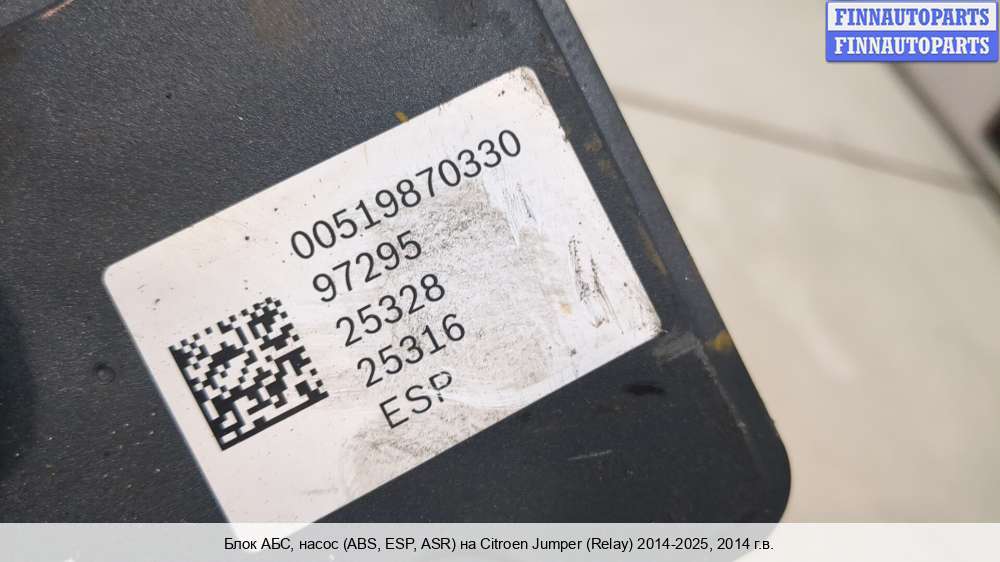 FINNAUTOPARTS
FINNAUTOPARTS
00519870330
97295
25328
25316
ESP
Блок АБС, насос (ABS, ESP, ASR) на Citroen Jumper (Relay) 2014-2025, 2014 г.в.